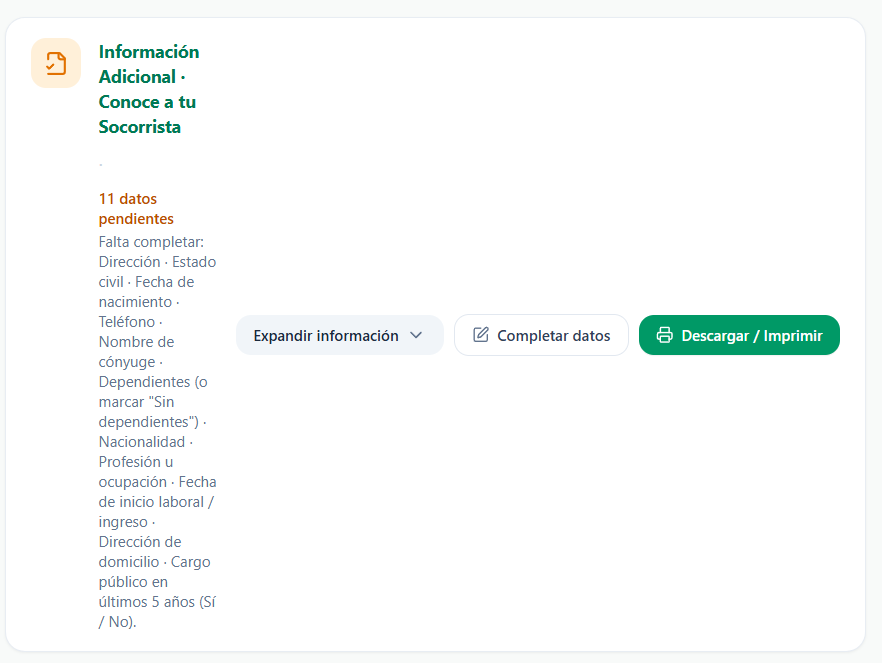 Información
Adicional ·
Conoce a tu
Socorrista
.
11 datos
pendientes
Falta completar:
Dirección · Estado
civil · Fecha de
nacimiento ·
Teléfono ·
Nombre de
cónyuge ·
Dependientes (o
marcar "Sin
dependientes") ·
Nacionalidad ·
Profesión u
ocupación · Fecha
de inicio laboral /
ingreso ·
Dirección de
domicilio · Cargo
público en
últimos 5 años (Sí
/ No).
Expandir información
Completar datos
Descargar / Imprimir